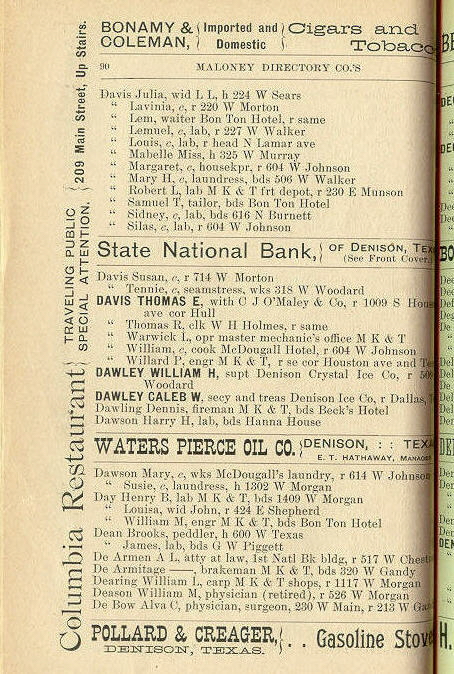 BONAMY & COLEMAN, { Imported and Domestic } Cigars and Tobacco
90 MALONEY DIRECTORY CO.'S
Davis Julia, wid L L, h 224 W Sears
“ Lavinia, c, r 220 W Morton
“ Lem, waiter Bon Ton Hotel, r same
“ Lemuel, c, lab, r 227 W Walker
“ Louis, c, lab, r head N Lamar ave
“ Mabelle Miss, h 325 W Murray
“ Margaret, c, housekpr, r 604 W Johnson
“ Mary H, c, laundress, bds 506 W Walker
“ Robert L, lab M K & T frt depot, r 230 E Munson
“ Samuel T, tailor, bds Bon Ton Hotel
“ Sidney, c, lab, bds 616 N Burnett
“ Silas, c, lab, r 604 W Johnson
State National Bank, } OF DENISON, TEX
(See Front Cover.
Davis Susan, c, r 714 W Morton
“ Tennie, c, seamstress, wks 318 W Woodard
DAVIS THOMAS E, with C J O'Maley & Co, r 1009 S Hous
ave cor Hull
“ Thomas R, clk W H Holmes, r same
“ Warwick L, opr master mechanic's office M K & T
“ William, c, cook McDougall Hotel, r 604 W Johnson
“ Willard P, engr M K & T, r se cor Houston ave and
DAWLEY WILLIAM H, supt Denison Crystal Ice Co, r
Woodard
DAWLEY CALEB W, secy and treas Denison Ice Co, r Dallas,
Dawling Dennis, fireman M K & T, bds Beck's Hotel
Dawson Harry H, lab, bds Hanna House
WATERS PIERCE OIL CO. } DENISON, : : TEXA
E. T. HATHAWAY, MANAGER
Dawson Mary, c, wks McDougall's laundry, r 614 W Johnson
“ Susie, c, laundress, h 1302 W Morgan
Day Henry B, lab M K & T, bds 1409 W Morgan
“ Louisa, wid John, r 424 E Shepherd
“ William M, engr M K & T, bds Bon Ton Hotel
Dean Brooks, peddler, h 600 W Texas
“ James, lab, bds G W Piggett
De Armen A L, atty at law, 1st Natl Bk bldg, r 517 W Chest
De Armitage ——, brakeman M K & T, bds 320 W Gandy
Dearing William L, carp M K & T shops, r 1117 W Morgan
Deason William M, physician (retired), r 526 W Morgan
De Bow Alva C, physician, surgeon, 230 Main, r 213 W Gan
POLLARD & CREAGER, } . . Gasoline Stove
DENISON, TEXAS.
Columbia Restaurant } TRAVELING PUBLIC SPECIAL ATTENTION. } 209 Main Street, Up Stairs.